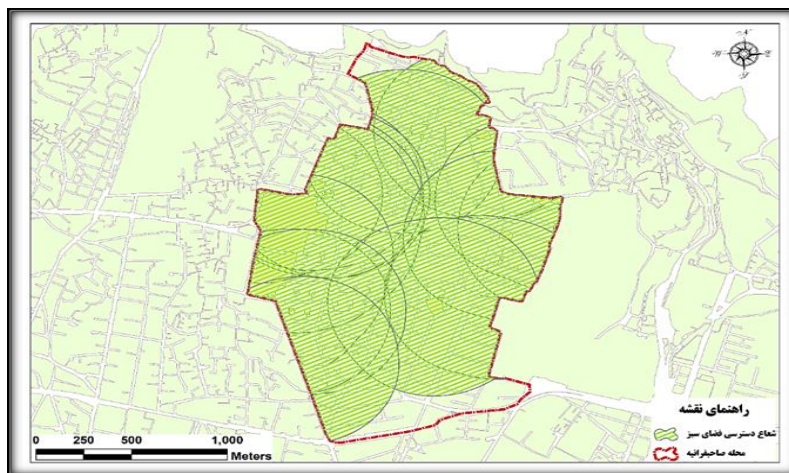 N
W E
S
راهنمای نقشه
شعاع دسترسی فضای سبز
محله صاحبقرانیه
0 250 500 1,000
Meters